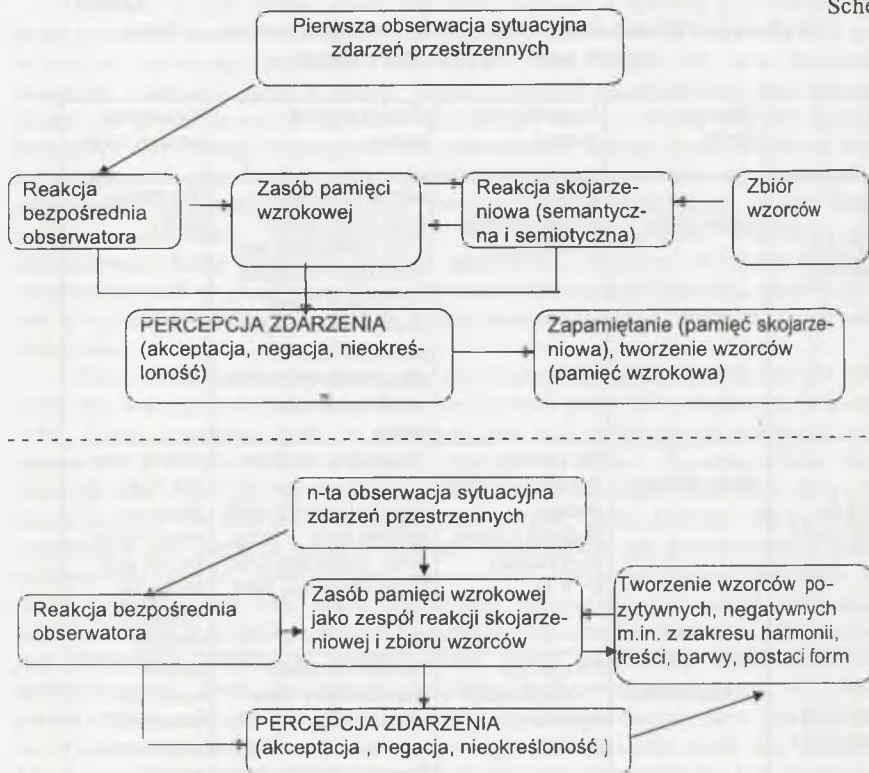 Sche
Pierwsza obserwacja sytuacyjna
zdarzeń przestrzennych
Reakcja
bezpośrednia
obserwatora
Zasób pamięci
wzrokowej
Reakcja skojarze-
niowa (semantycz-
na i semiotyczna)
Zbiór
wzorców
PERCEPCJA ZDARZENIA
(akceptacja, negacja, nieokreś-
loność)
Zapamiętanie (pamięć skojarze-
niowa), tworzenie wzorców
(pamięć wzrokowa)
n-ta obserwacja sytuacyjna
zdarzeń przestrzennych
Reakcja bezpośrednia
obserwatora
Zasób pamięci wzrokowej
jako zespół reakcji skojarze-
niowej i zbioru wzorców
Tworzenie wzorców po-
zytywnych, negatywnych
m.in. z zakresu harmonii,
treści, barwy, postaci form
PERCEPCJA ZDARZENIA
(akceptacja , negacja, nieokreśloność )